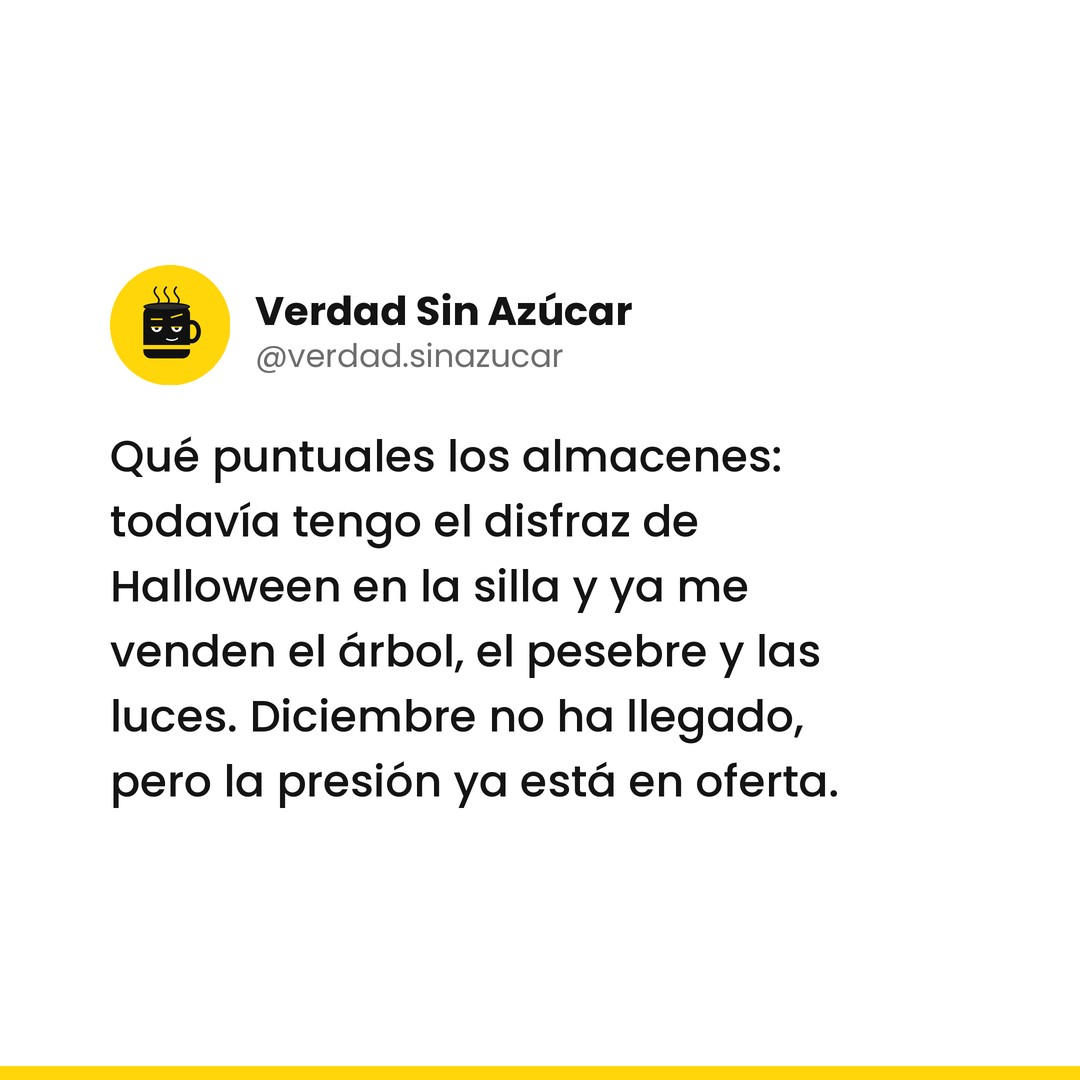 Verdad Sin Azúcar
@verdad.sinazucar
Qué puntuales los almacenes:
todavía tengo el disfraz de
Halloween en la silla y ya me
venden el árbol, el pesebre y las
luces. Diciembre no ha llegado,
pero la presión ya está en oferta.